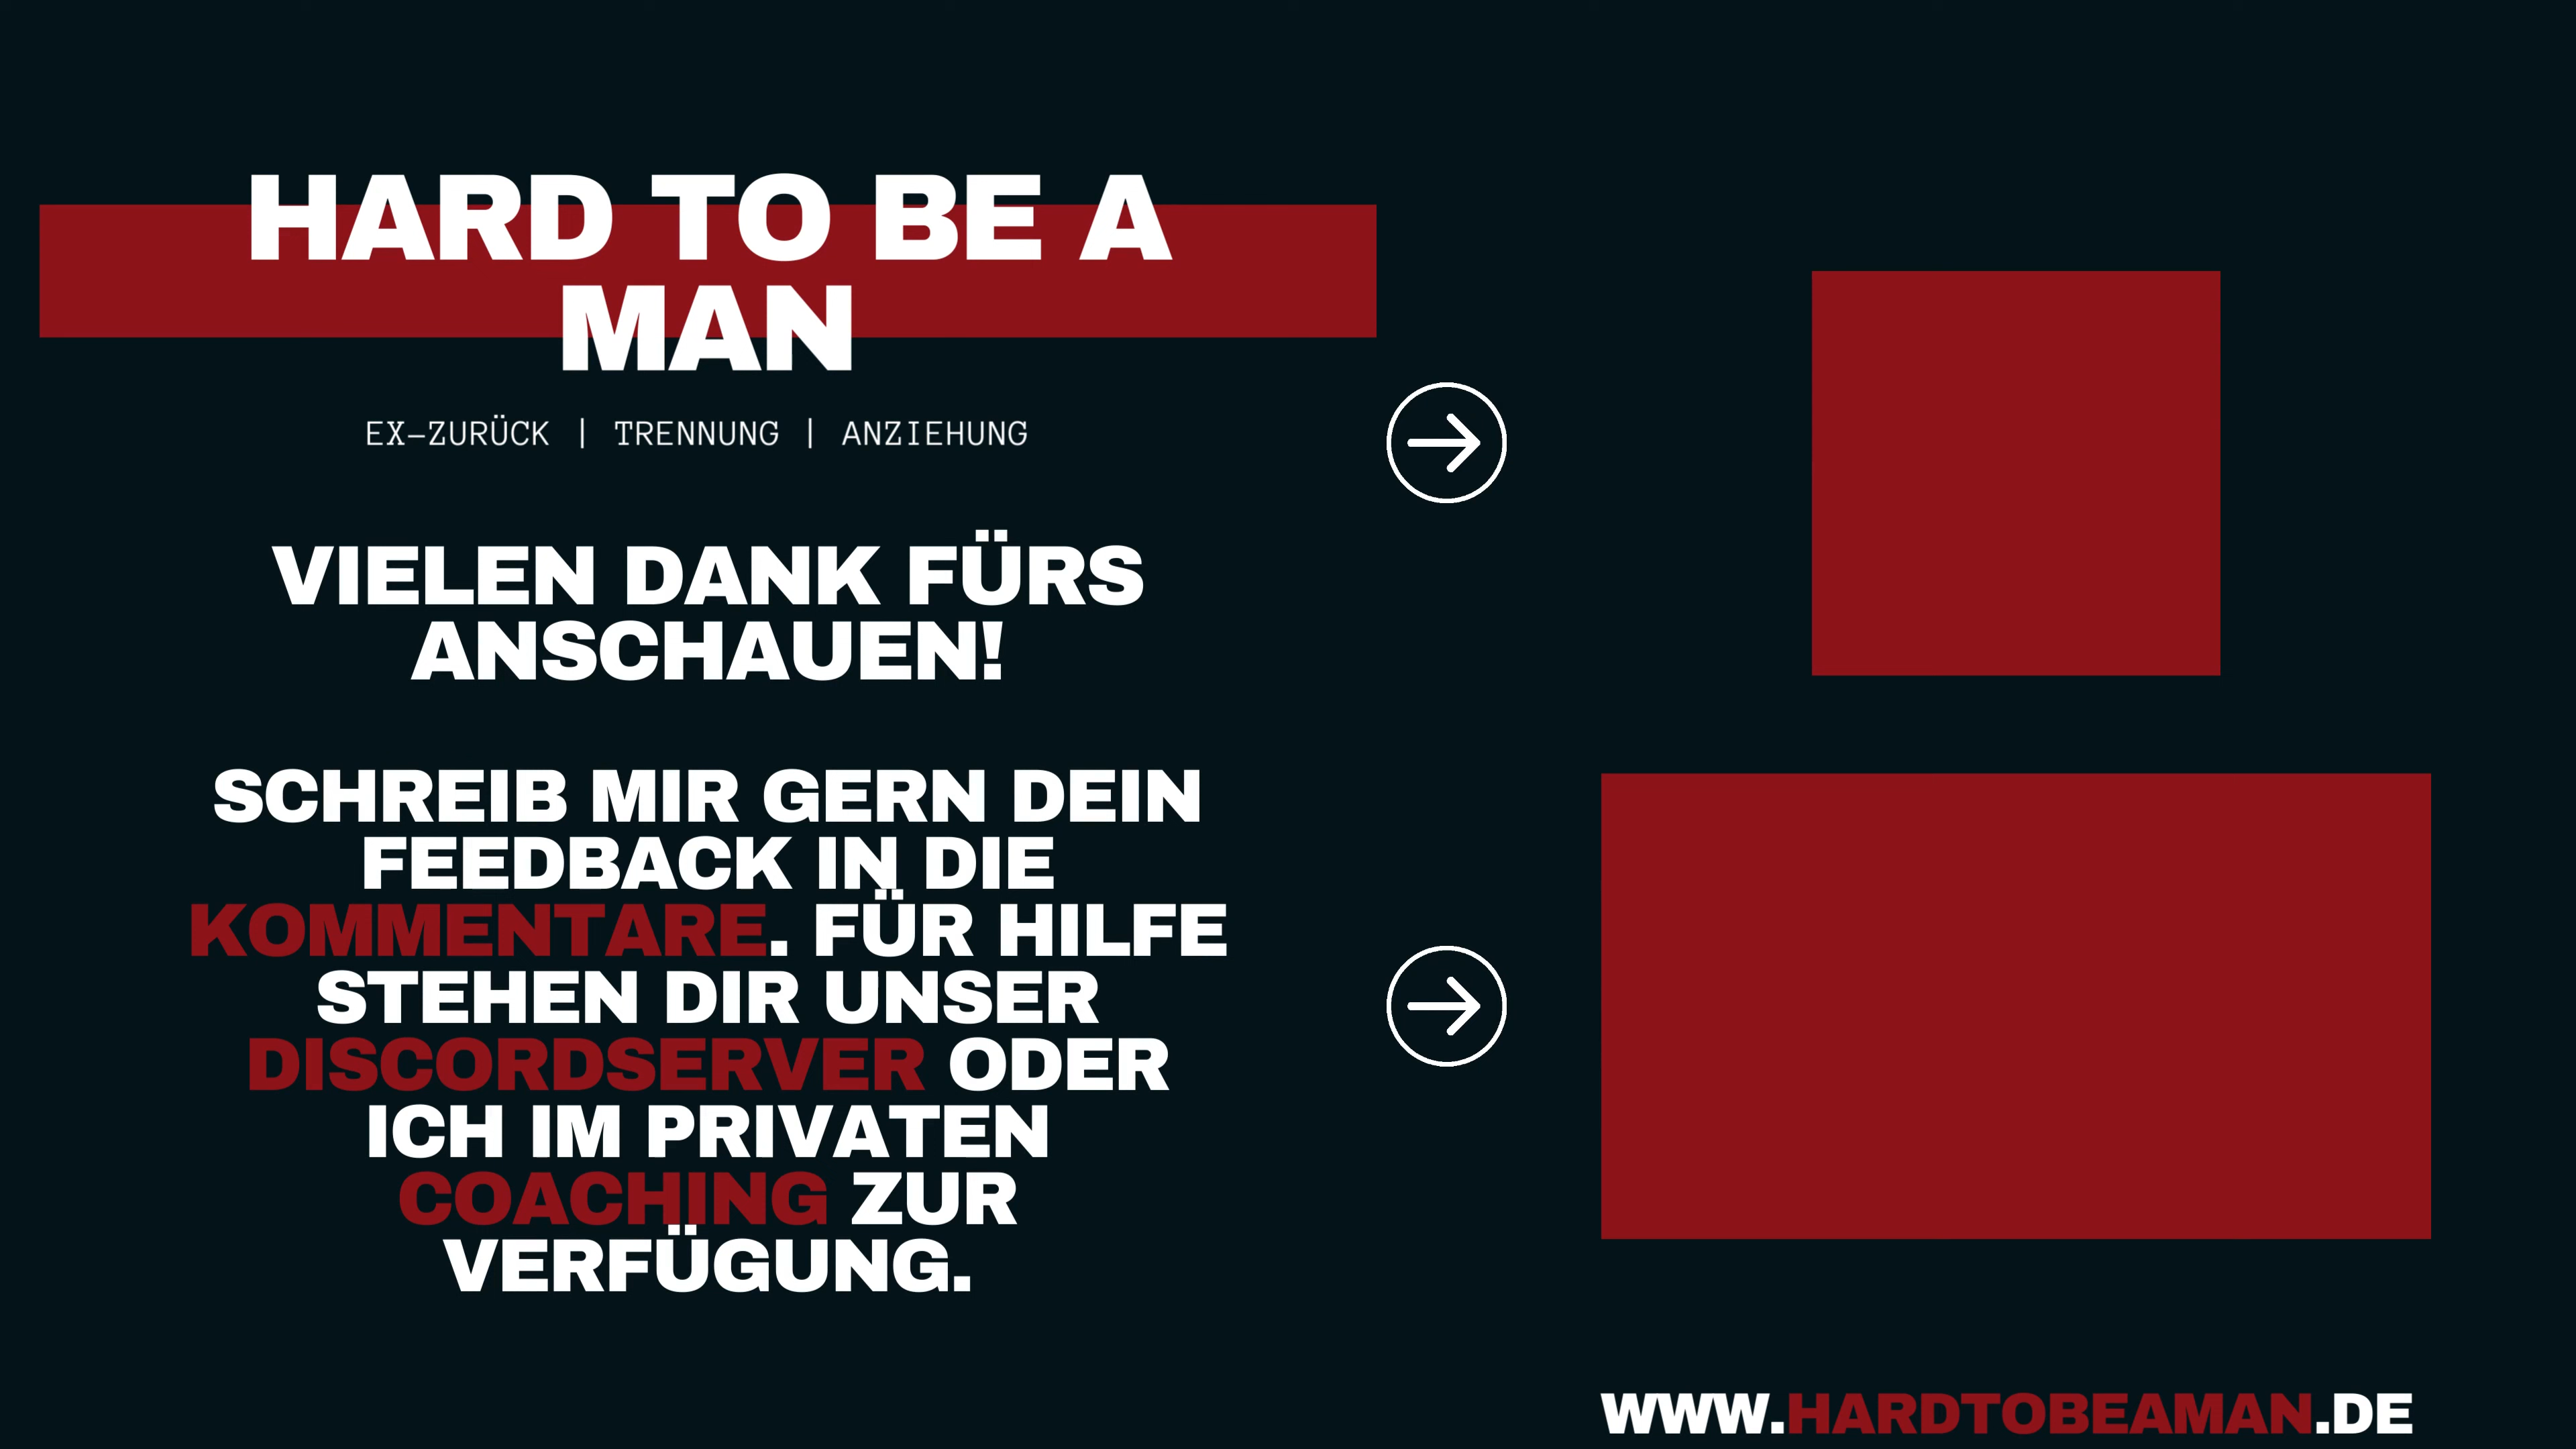 HARD TO BE A
MAN
EX-ZURÜCK | TRENNUNG | ANZIEHUNG
VIELEN DANK FÜRS
ANSCHAUEN!
SCHREIB MIR GERN DEIN
FEEDBACK IN DIE
KOMMENTARE. FÜR HILFE
STEHEN DIR UNSER
DISCORDSERVER ODER
ICH IM PRIVATEN
COACHING ZUR
VERFÜGUNG.
WWW.HARDTOBEAMAN.DE